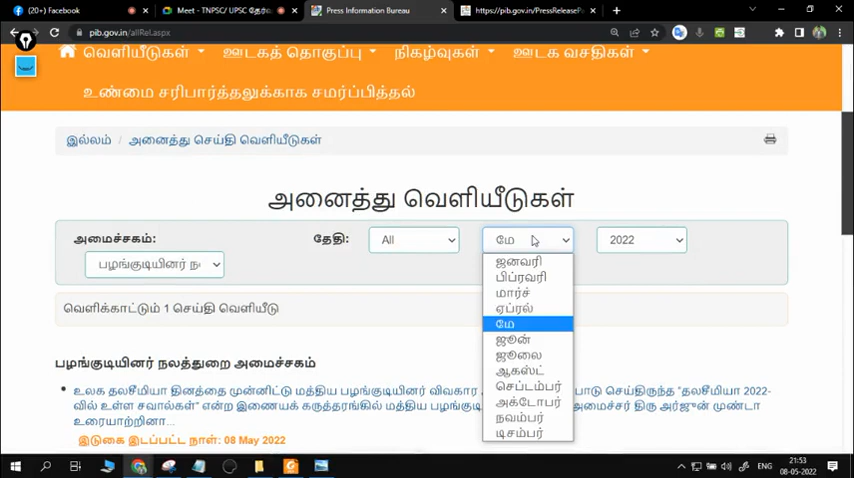 (20+) Facebook
Meet - TNPSC/ UPSC தேர்வு
Press Information Bureau
https://pib.gov.in/PressReleasePa
pib.gov.in/allRel.aspx
வெளியீடுகள் ஊடகத் தொகுப்பு நிகழ்வுகள் ஊடக வசதிகள்
உண்மை சரிபார்த்தலுக்காக சமர்ப்பித்தல்
இல்லம் / அனைத்து செய்தி வெளியீடுகள்
அனைத்து வெளியீடுகள்
அமைச்சகம்: தேதி: All மே 2022
பழங்குடியினர் ந
ஜனவரி
பிப்ரவரி
மார்ச்
ஏப்ரல்
மே
ஜூன்
ஜூலை
ஆகஸ்ட்
செப்டம்பர்
அக்டோபர்
நவம்பர்
டிசம்பர்
வெளிக்காட்டும் 1 செய்தி வெளியீடு
பழங்குடியினர் நலத்துறை அமைச்சகம்
உலக தலசீமியா தினத்தை முன்னிட்டு மத்திய பழங்குடியினர் விவகார பாடு செய்திருந்த "தலசீமியா 2022-
வில் உள்ள சவால்கள்" என்ற இணையக் கருத்தரங்கில் மத்திய பழங்குடி அமைச்சர் திரு அர்ஜுன் முண்டா
உரையாற்றினா...
இடுகை இடப்பட்ட நாள்: 08 May 2022
ENG
21:53
08-05-2022